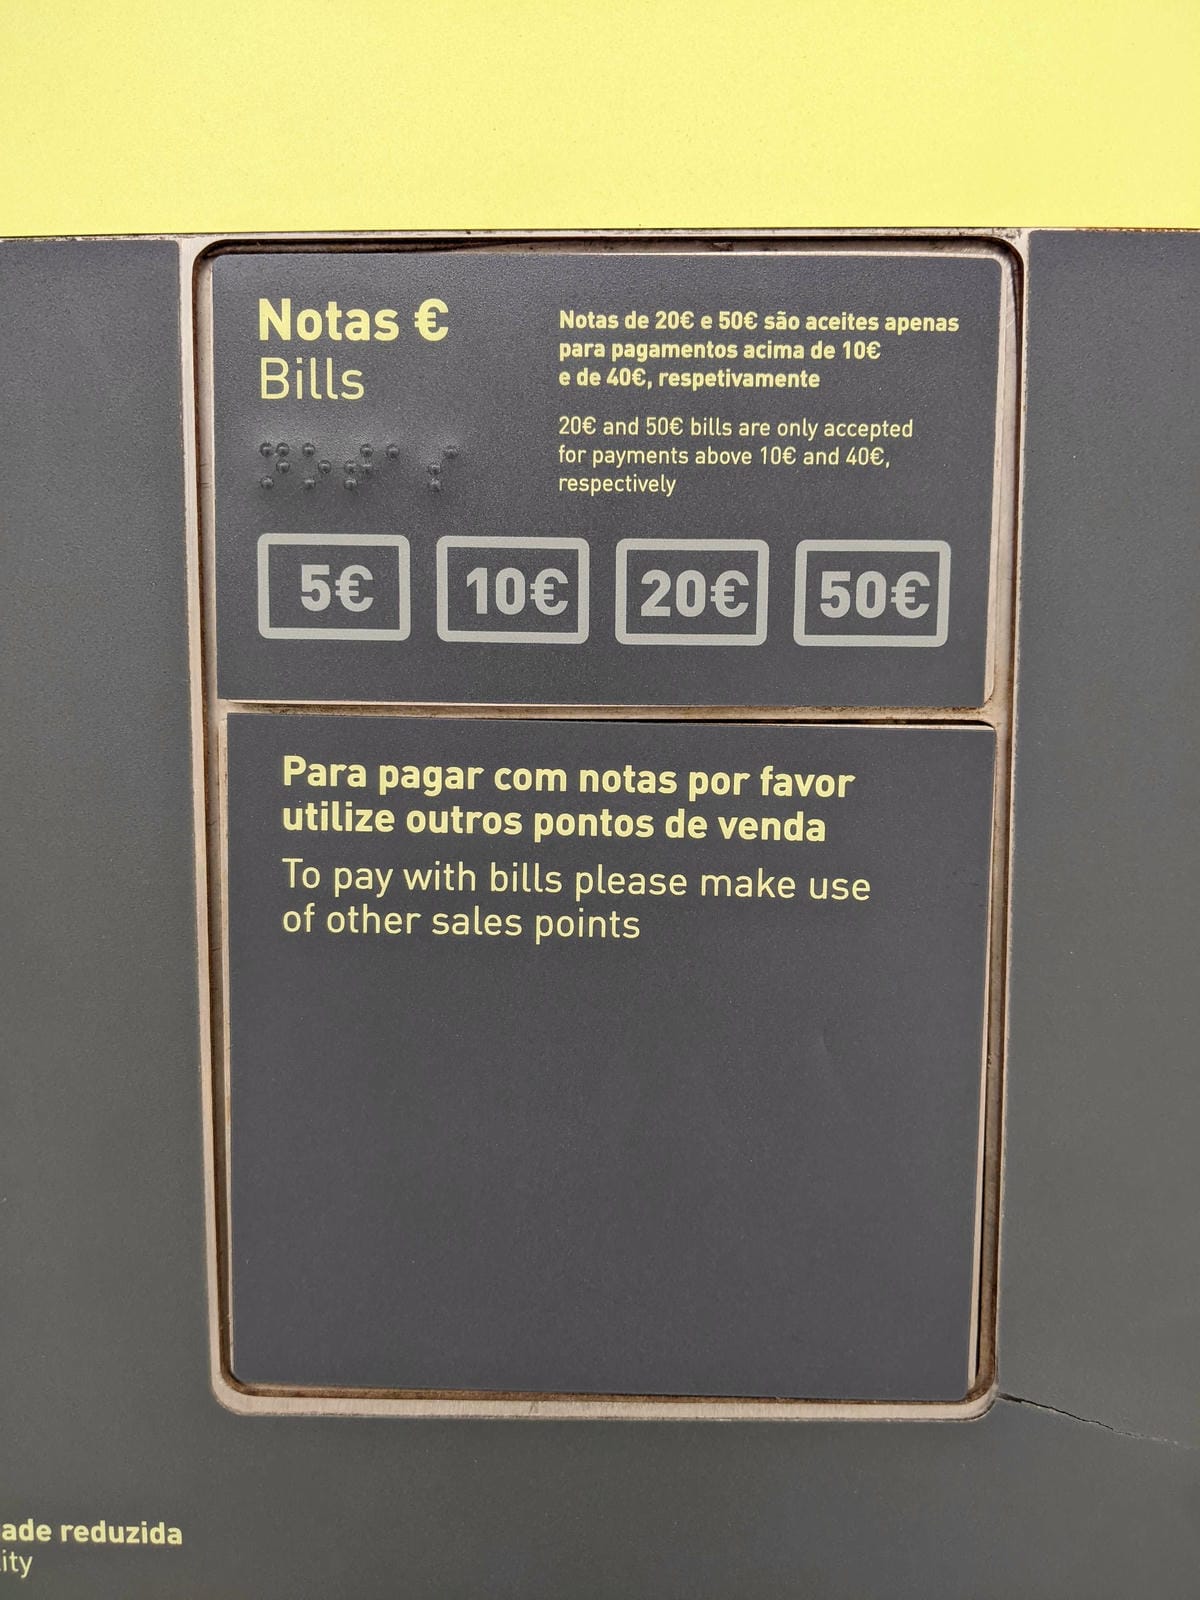 Notas €
Bills
Notas de 20€ e 50€ são aceites apenas
para pagamentos acima de 10€
e de 40€, respetivamente
20€ and 50€ bills are only accepted
for payments above 10€ and 40€,
respectively
5€ 10€ 20€ 50€
Para pagar com notas por favor
utilize outros pontos de venda
To pay with bills please make use
of other sales points
ade reduzida
ity